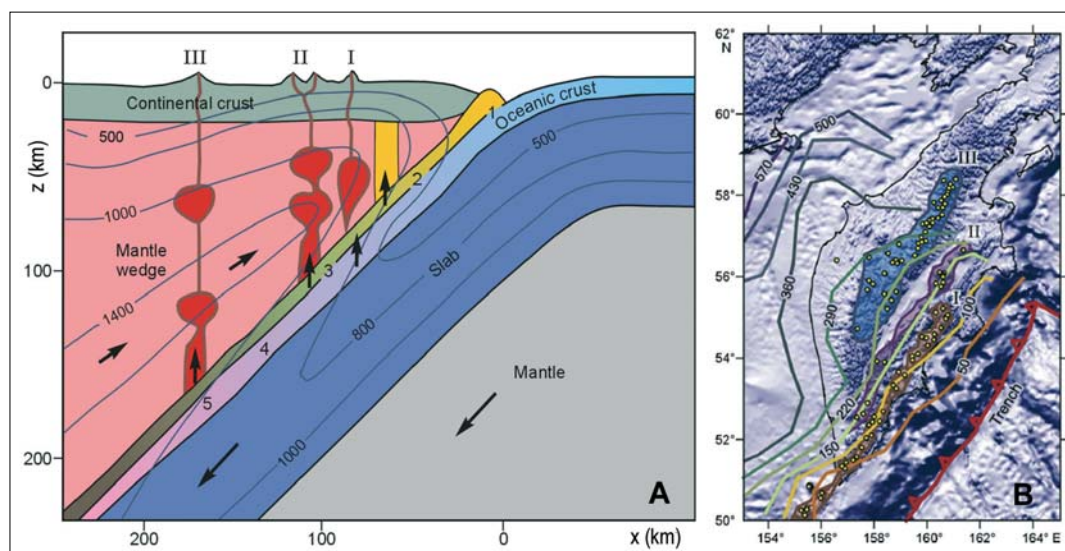 III
II
I
0
Continental crust
1
Oceanic crust
500
500
2
z (km)
1000
Mantle
wedge
3
Slab
100
1400
800
4
Mantle
5
1000
200
A
200
100
0
x (km)
B
62°
N
60°
58°
56°
54°
52°
50°
500
570
430
III
II
360
I
290
100
50
220
150
Trench
154°
156°
158°
160°
162°
164° E